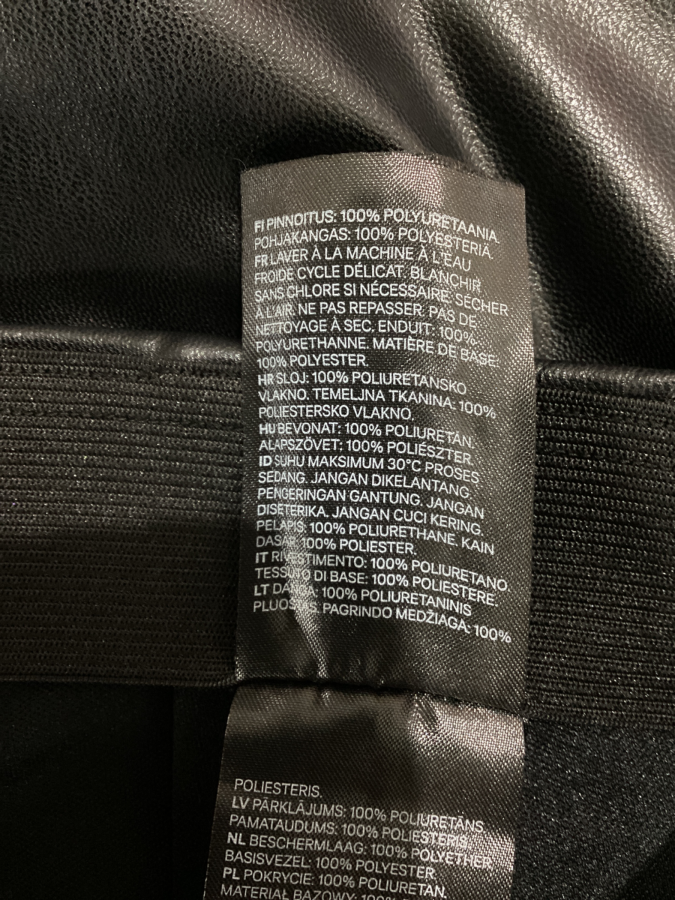 FI PINNOITUS: 100% POLYURETAANIA.
POHJAKANGAS: 100% POLYESTERIÄ.
FR LAVER À LA MACHINE À L'EAU
FROIDE CYCLE DÉLICAT. BLANCHIR
SANS CHLORE SI NÉCESSAIRE. SÉCHER
À L'AIR. NE PAS REPASSER. PAS DE
NETTOYAGE À SEC. ENDUIT: 100%
POLYURETHANNE. MATIÈRE DE BASE:
100% POLYESTER.
HR SLOJ: 100% POLIURETANSKO
VLAKNO. TEMELJNA TKANINA: 100%
POLIESTERSKO VLAKNO.
HU BEVONAT: 100% POLIURETÁN.
ALAPSZÖVET: 100% POLIÉSZTER.
ID SUHU MAKSIMUM 30°C PROSES
SEDANG. JANGAN DIKELANTANG.
PENGERINGAN GANTUNG. JANGAN
DISETERIKA. JANGAN CUCI KERING.
PELAPIS: 100% POLIURETHANE. KAIN
DASAR: 100% POLIESTER.
IT RIVESTIMENTO: 100% POLIURETANO.
TESSUTO DI BASE: 100% POLIESTERE.
LT DANGA: 100% POLIURETANINIS
PLUOŠTAS. PAGRINDO MEDŽIAGA: 100%
POLIESTERIS.
LV PĀRKLĀJUMS: 100% POLIURETĀNS
PAMATAUDUMS: 100% POLIESTERIS
NL BESCHERMLAAG: 100% POLYETHER.
BASISVEZEL: 100% POLYESTER.
PL POKRYCIE: 100% POLIURETAN.
MATERIAŁ BAZOWY: 100%